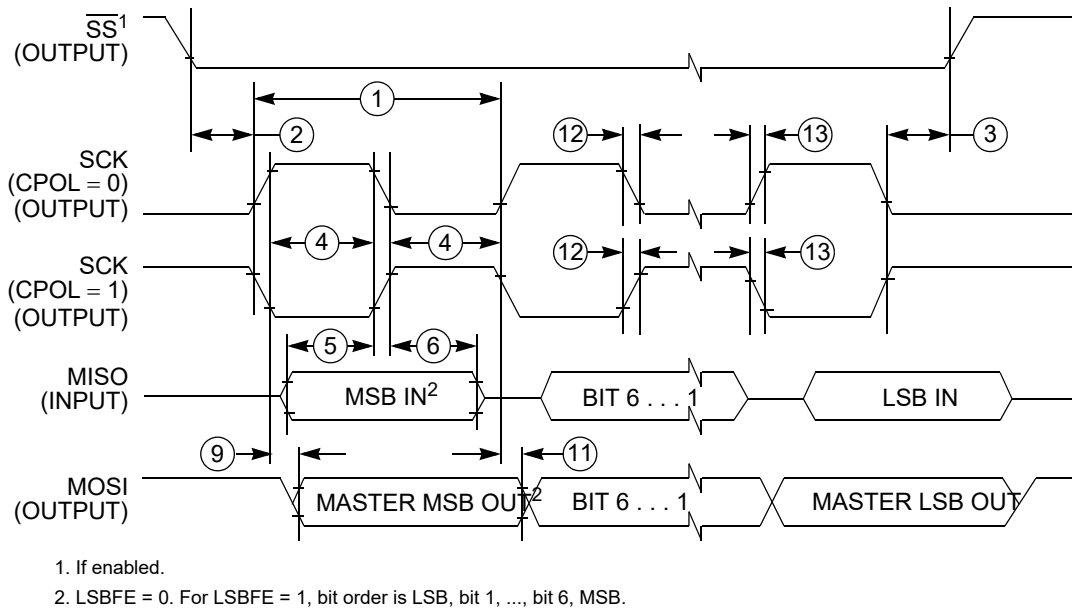 SS¹
(OUTPUT)
1
2
12
13
3
SCK
(CPOL = 0)
(OUTPUT)
4
4
SCK
(CPOL = 1)
(OUTPUT)
12
13
5
6
MISO
(INPUT)
MSB IN²
BIT 6 . . . 1
LSB IN
9
11
MOSI
(OUTPUT)
MASTER MSB OUT²
BIT 6 . . . 1
MASTER LSB OUT
1. If enabled.
2. LSBFE = 0. For LSBFE = 1, bit order is LSB, bit 1, ..., bit 6, MSB.